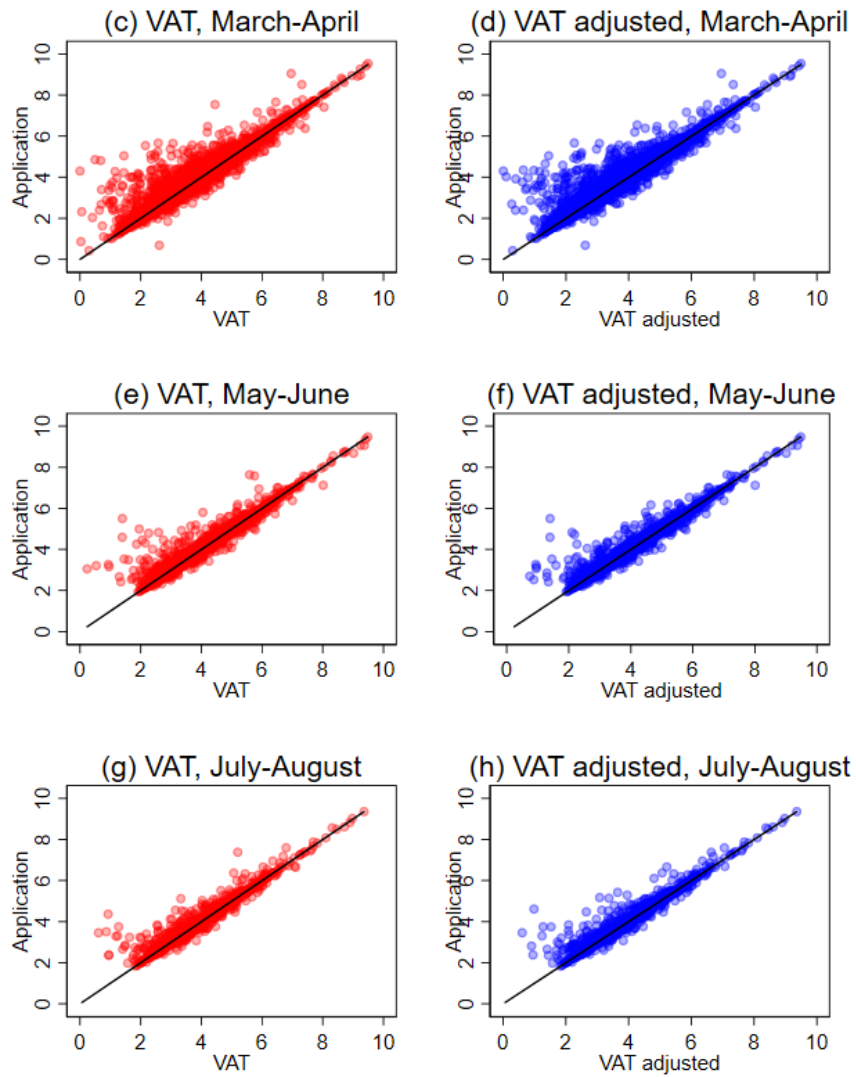 (c) VAT, March-April
Application
0 2 4 6 8 10
0 2 4 6 8 10
VAT
(d) VAT adjusted, March-April
Application
0 2 4 6 8 10
0 2 4 6 8 10
VAT adjusted
(e) VAT, May-June
Application
0 2 4 6 8 10
0 2 4 6 8 10
VAT
(f) VAT adjusted, May-June
Application
0 2 4 6 8 10
0 2 4 6 8 10
VAT adjusted
(g) VAT, July-August
Application
0 2 4 6 8 10
0 2 4 6 8 10
VAT
(h) VAT adjusted, July-August
Application
0 2 4 6 8 10
0 2 4 6 8 10
VAT adjusted